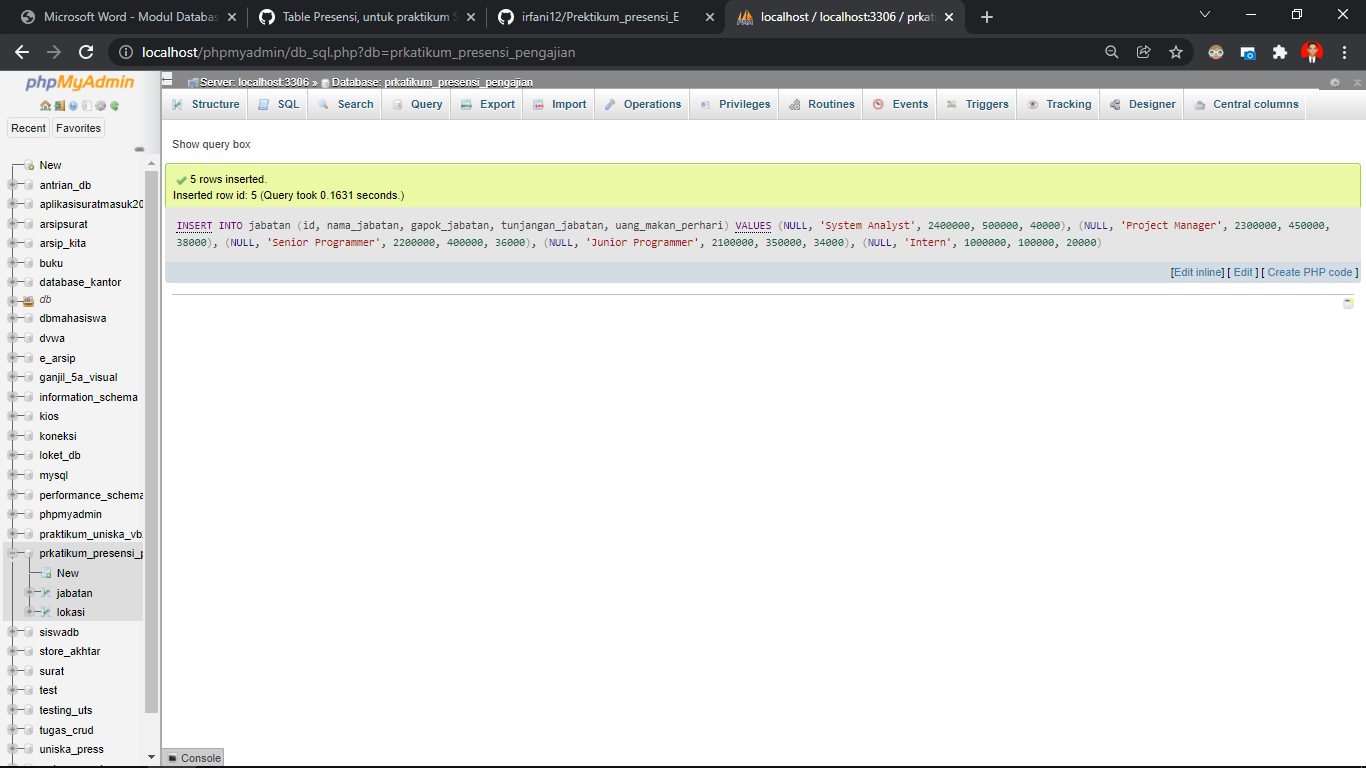 Microsoft Word - Modul Databas
Table Presensi, untuk praktikum S
irfani12/Prektikum_presensi_E
localhost / localhost:3306 / prkati
localhost/phpmyadmin/db_sql.php?db=prkatikum_presensi_pengajian
phpMyAdmin
Recent Favorites
New
antrian_db
aplikasisuratmasuk20
arsipsurat
arsip_kita
buku
database_kantor
db
dbmahasiswa
dvwa
e_arsip
ganjil_5a_visual
information_schema
kios
koneksi
loket_db
mysql
performance_schema
phpmyadmin
praktikum_uniska_vb
prkatikum_presensi_p
New
jabatan
lokasi
siswadb
store_akhtar
surat
test
testing_uts
tugas_crud
uniska_press
Server: localhost:3306 » Database: prkatikum_presensi_pengajian
Structure SQL Search Query Export Import Operations Privileges Routines Events Triggers Tracking Designer Central columns
Show query box
5 rows inserted.
Inserted row id: 5 (Query took 0.1631 seconds.)
INSERT INTO jabatan (id, nama_jabatan, gapok_jabatan, tunjangan_jabatan, uang_makan_perhari) VALUES (NULL, 'System Analyst', 2400000, 500000, 40000), (NULL, 'Project Manager', 2300000, 450000,
38000), (NULL, 'Senior Programmer', 2200000, 400000, 36000), (NULL, 'Junior Programmer', 2100000, 350000, 34000), (NULL, 'Intern', 1000000, 100000, 20000)
[Edit inline] [ Edit ] [ Create PHP code ]
Console